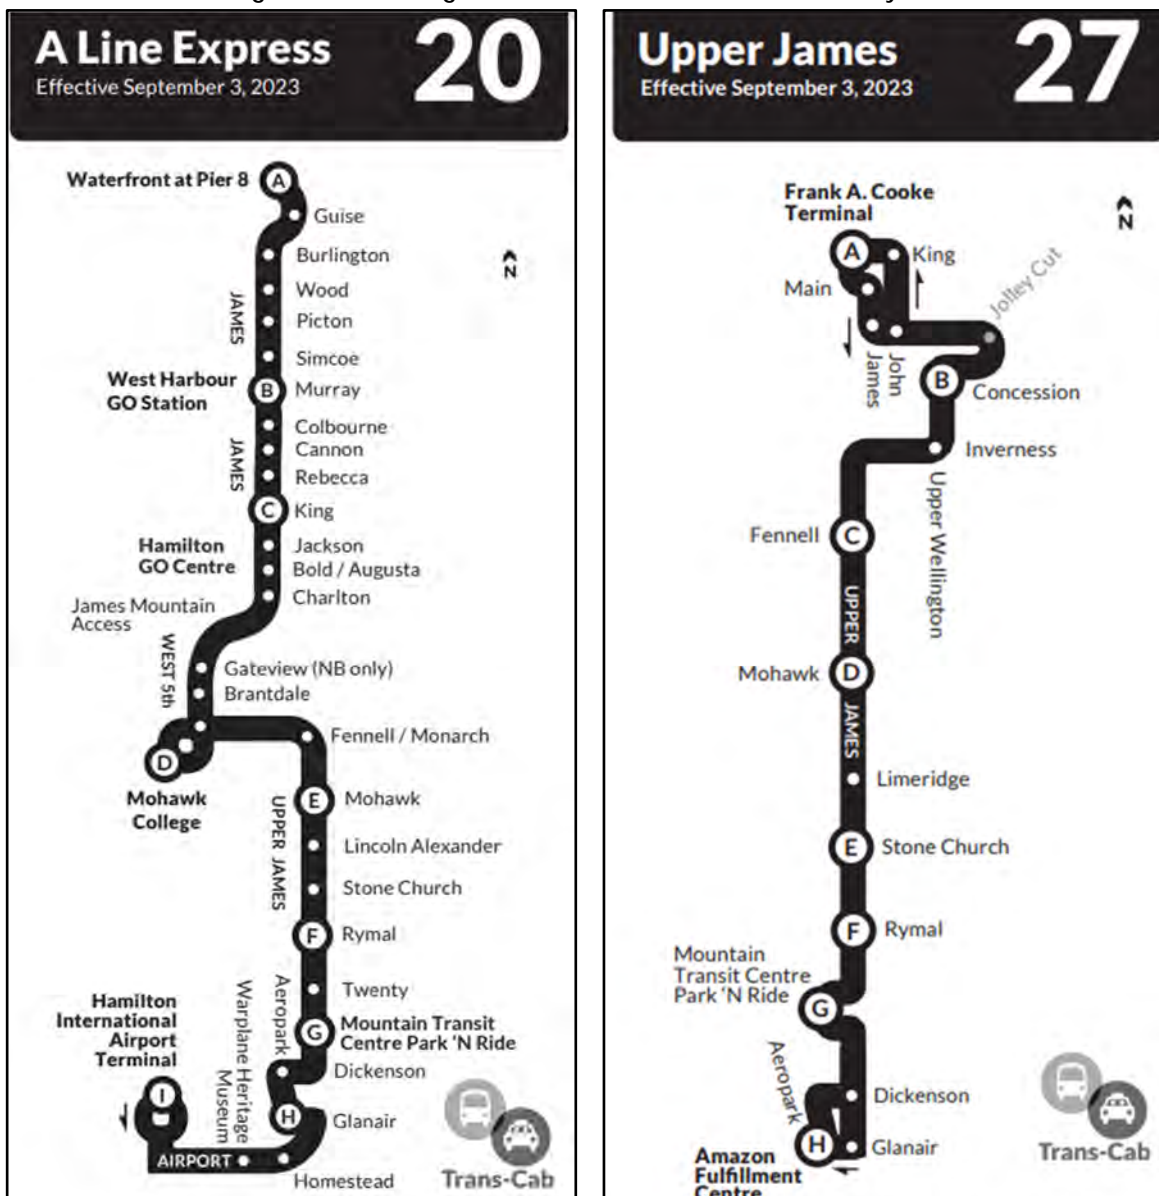 A Line Express
20
Effective September 3, 2023
Waterfront at Pier 8
A
Guise
Burlington
N
Wood
JAMES
Picton
Simcoe
West Harbour
GO Station
B
Murray
Colbourne
JAMES
Cannon
Rebecca
C
King
Hamilton
GO Centre
Jackson
Bold / Augusta
Charlton
James Mountain
Access
WEST 5th
Gateview (NB only)
Brantdale
Fennell / Monarch
D
Mohawk
College
E
Mohawk
UPPER JAMES
Lincoln Alexander
Stone Church
F
Rymal
Aeropark
Twenty
G
Mountain Transit
Centre Park 'N Ride
Hamilton
International
Airport
Terminal
Warplane Heritage
Museum
Dickenson
I
H
Glanair
AIRPORT
Homestead
Trans-Cab
Upper James
27
Effective September 3, 2023
Frank A. Cooke
Terminal
N
A
King
Main
Jolley Cut
James
John
B
Concession
Inverness
Upper Wellington
Fennell
C
UPPER
Mohawk
D
JAMES
Limeridge
E
Stone Church
F
Rymal
Mountain
Transit Centre
Park 'N Ride
G
Aeropark
Dickenson
H
Glanair
Amazon
Fulfillment
Centre
Trans-Cab